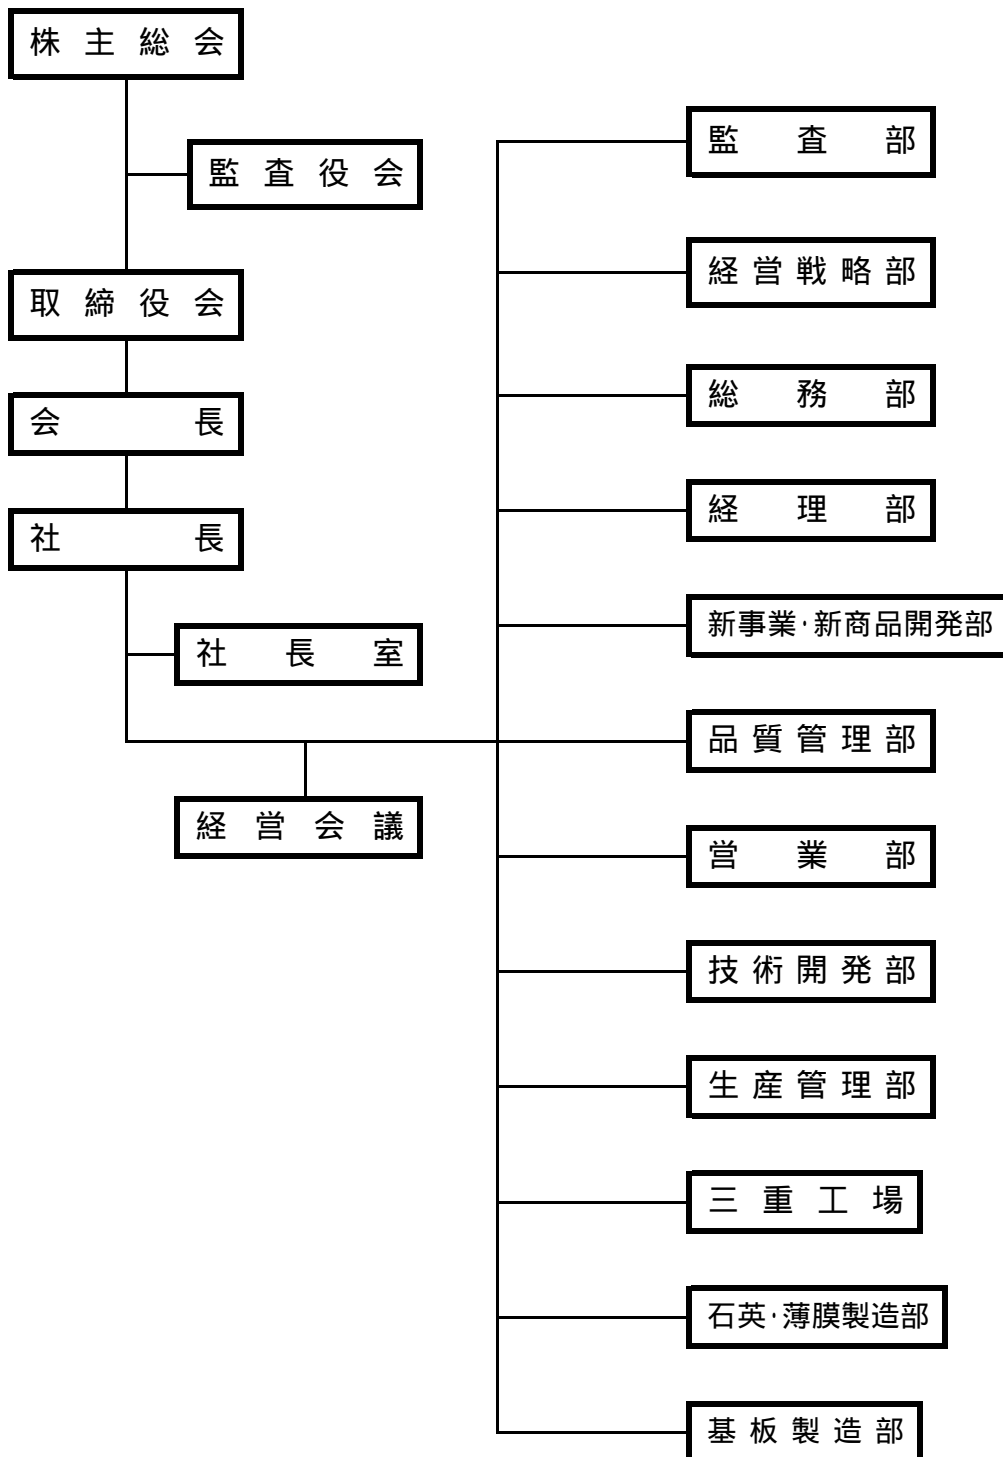 株主総会
監査役会
取締役会
会長
社長
社長室
経営会議
監査部
経営戦略部
総務部
経理部
新事業･新商品開発部
品質管理部
営業部
技術開発部
生産管理部
三重工場
石英･薄膜製造部
基板製造部